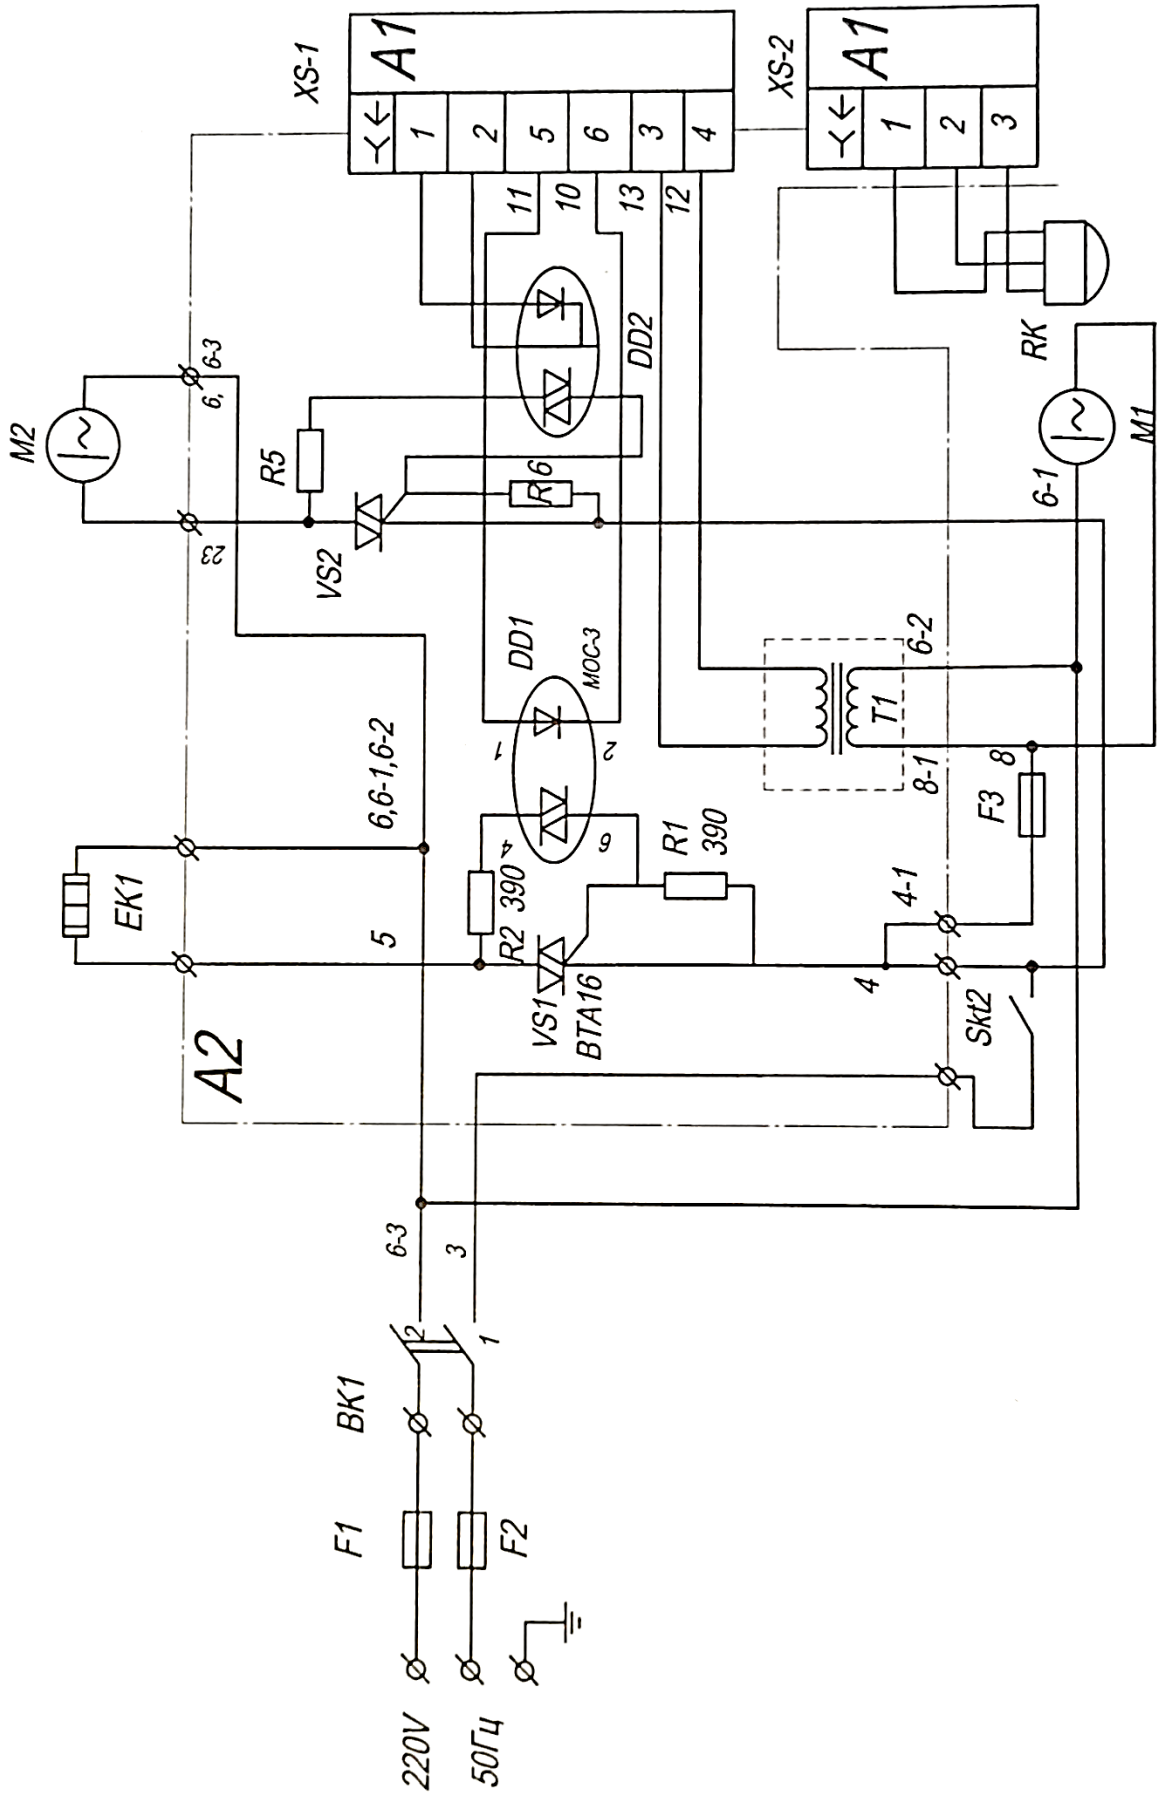 M2
EK1
A2
5
6,6-1,6-2
23
6,
6-3
XS-1
A1
1
2
5
6
3
4
XS-2
A1
1
2
3
11
10
13
12
R5
VS2
R6
DD2
DD1
МОС-3
1
2
4
6
R2 390
VS1
BTA16
R1
390
T1
6-2
8-1
8
F3
4-1
4
Skt2
RK
M1
6-1
6-3
3
2
1
BK1
F1
F2
220V
50Гц